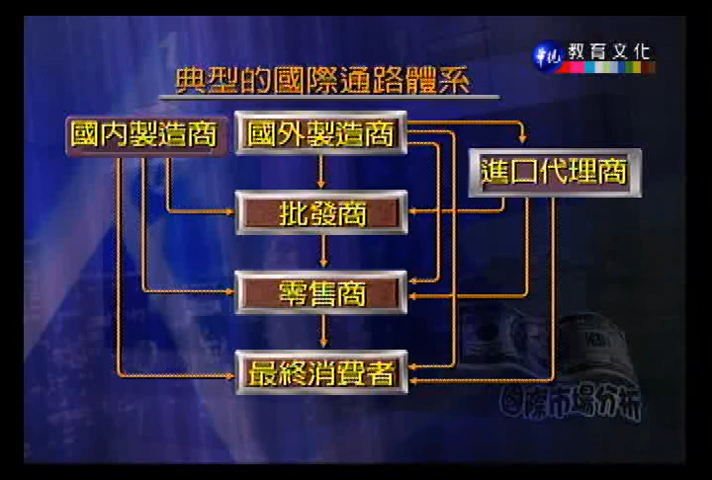 華視 教育文化
典型的國際通路體系
國內製造商
國外製造商
進口代理商
批發商
零售商
最終消費者
國際市場分析